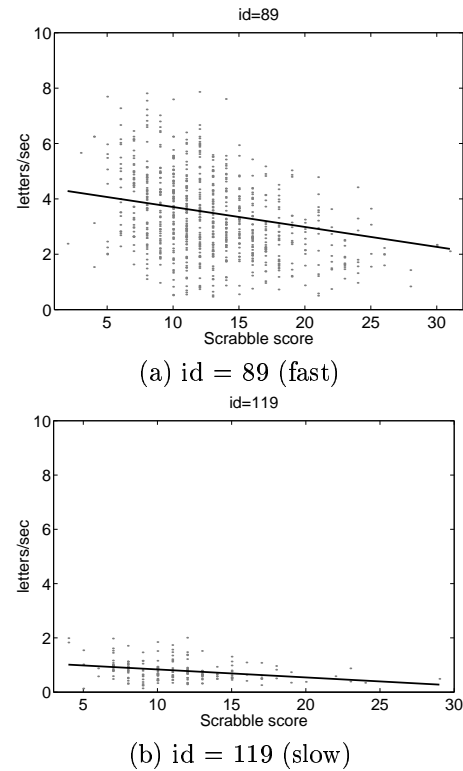 id=89
10
8
6
4
2
0
letters/sec
5 10 15 20 25 30
Scrabble score
(a) id = 89 (fast)
id=119
10
8
6
4
2
0
letters/sec
5 10 15 20 25 30
Scrabble score
(b) id = 119 (slow)